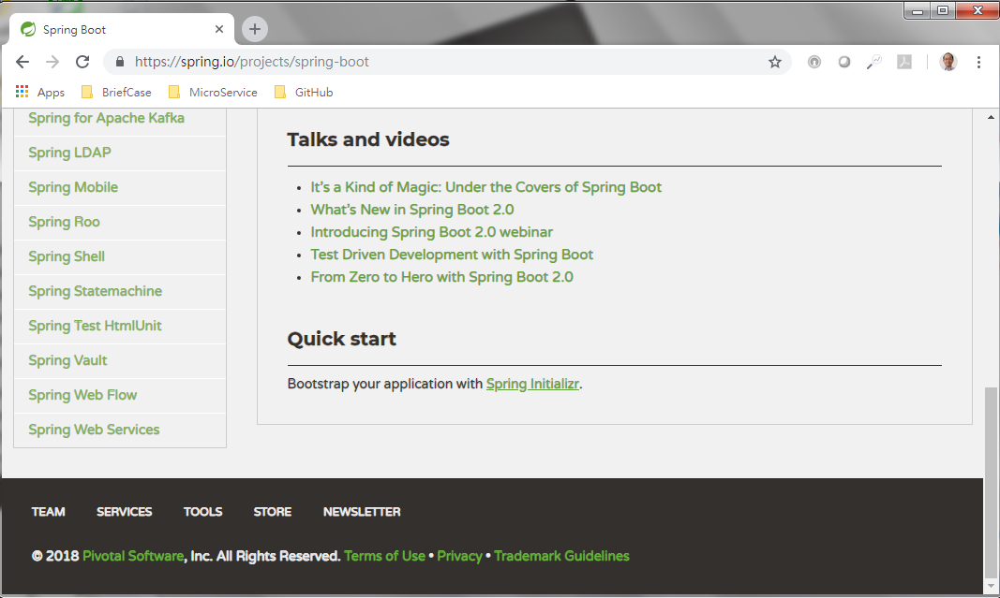 Spring Boot
https://spring.io/projects/spring-boot
Apps BriefCase MicroService GitHub
Spring for Apache Kafka
Spring LDAP
Spring Mobile
Spring Roo
Spring Shell
Spring Statemachine
Spring Test HtmlUnit
Spring Vault
Spring Web Flow
Spring Web Services
Talks and videos
• It's a Kind of Magic: Under the Covers of Spring Boot
• What's New in Spring Boot 2.0
• Introducing Spring Boot 2.0 webinar
• Test Driven Development with Spring Boot
• From Zero to Hero with Spring Boot 2.0
Quick start
Bootstrap your application with Spring Initializr.
TEAM SERVICES TOOLS STORE NEWSLETTER
© 2018 Pivotal Software, Inc. All Rights Reserved. Terms of Use • Privacy • Trademark Guidelines